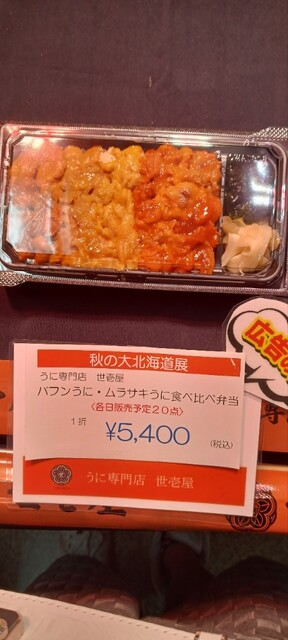 広告の
秋の大北海道展
うに専門店 世壱屋
バフンうに・ムラサキうに食べ比べ弁当
〈各日販売予定20点〉
1折 ¥5,400 (税込)
うに専門店 世壱屋